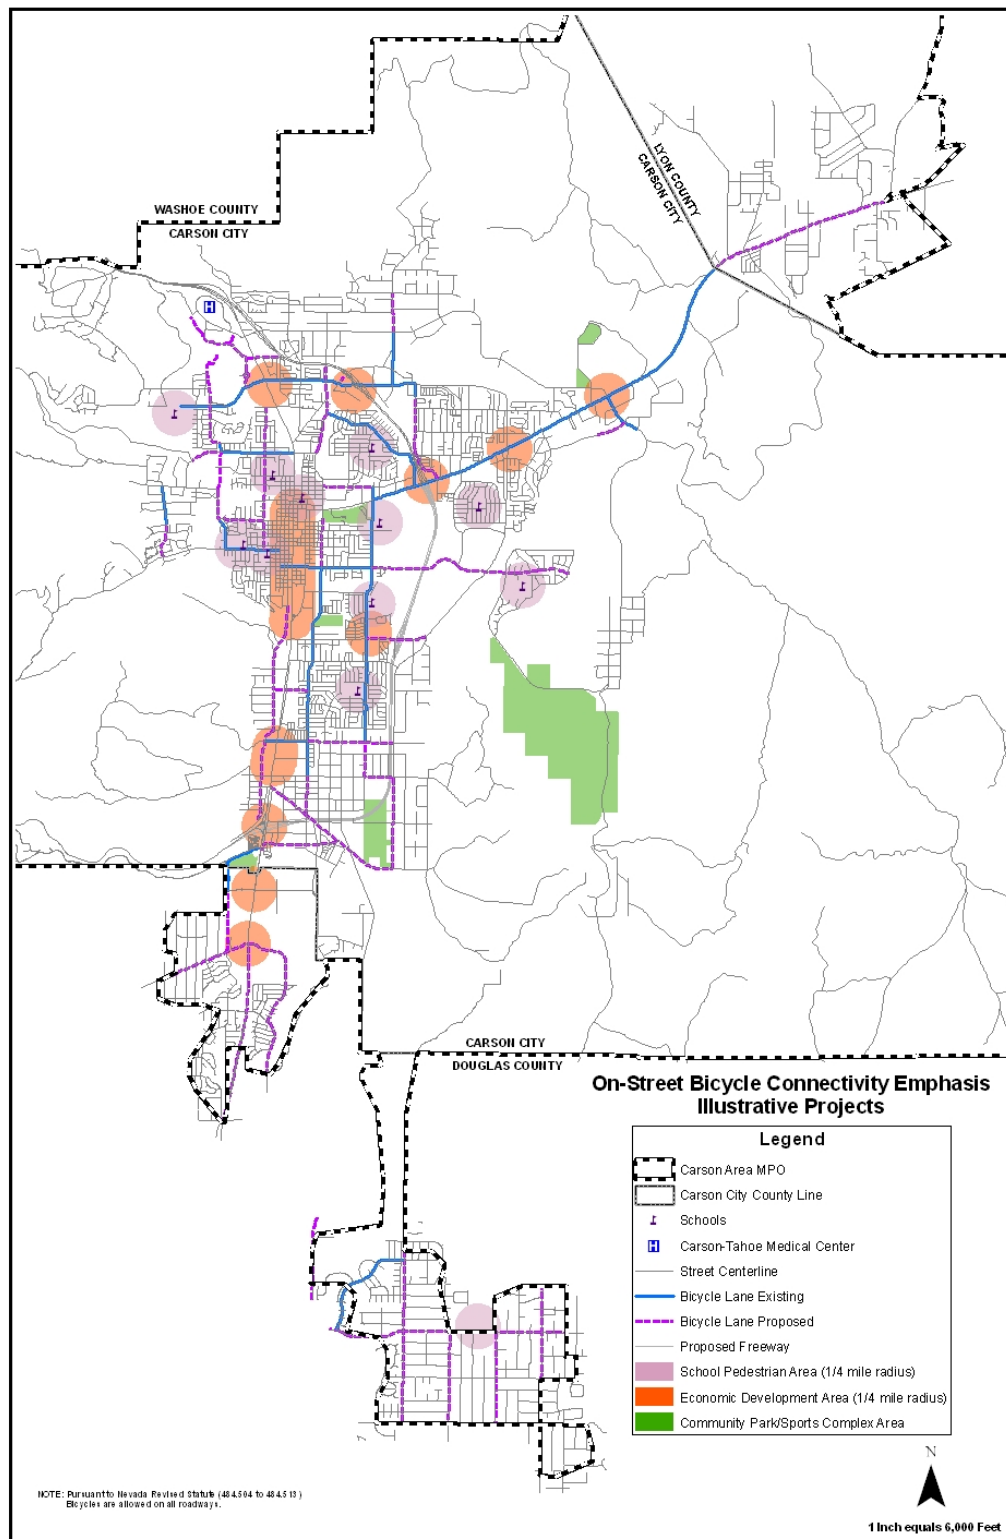 WASHOE COUNTY
CARSON CITY
LYON COUNTY
CARSON CITY
H
CARSON CITY
DOUGLAS COUNTY
On-Street Bicycle Connectivity Emphasis
Illustrative Projects
Legend
Carson Area MPO
Carson City County Line
Schools
H Carson-Tahoe Medical Center
Street Centerline
Bicycle Lane Existing
Bicycle Lane Proposed
Proposed Freeway
School Pedestrian Area (1/4 mile radius)
Economic Development Area (1/4 mile radius)
Community Park/Sports Complex Area
N
NOTE: Pursuant to Nevada Revised Statute (484.504 to 484.513)
Bicycles are allowed on all roadways.
1 Inch equals 6,000 Feet